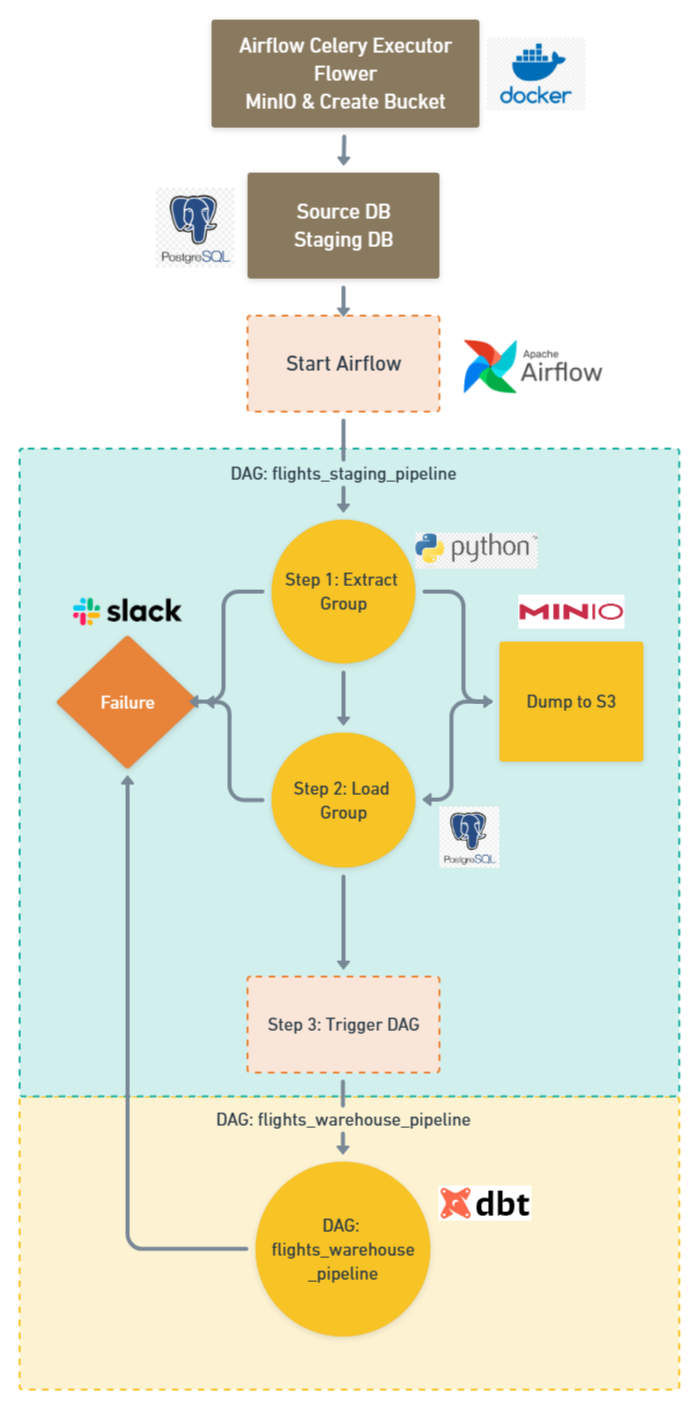 Airflow Celery Executor
Flower
MinIO & Create Bucket
docker
Source DB
Staging DB
PostgreSQL
Start Airflow
Apache
Airflow
DAG: flights_staging_pipeline
python™
Step 1: Extract
Group
slack
MINIO
Failure
Dump to S3
Step 2: Load
Group
PostgreSQL
Step 3: Trigger DAG
DAG: flights_warehouse_pipeline
dbt
DAG:
flights_warehouse
_pipeline